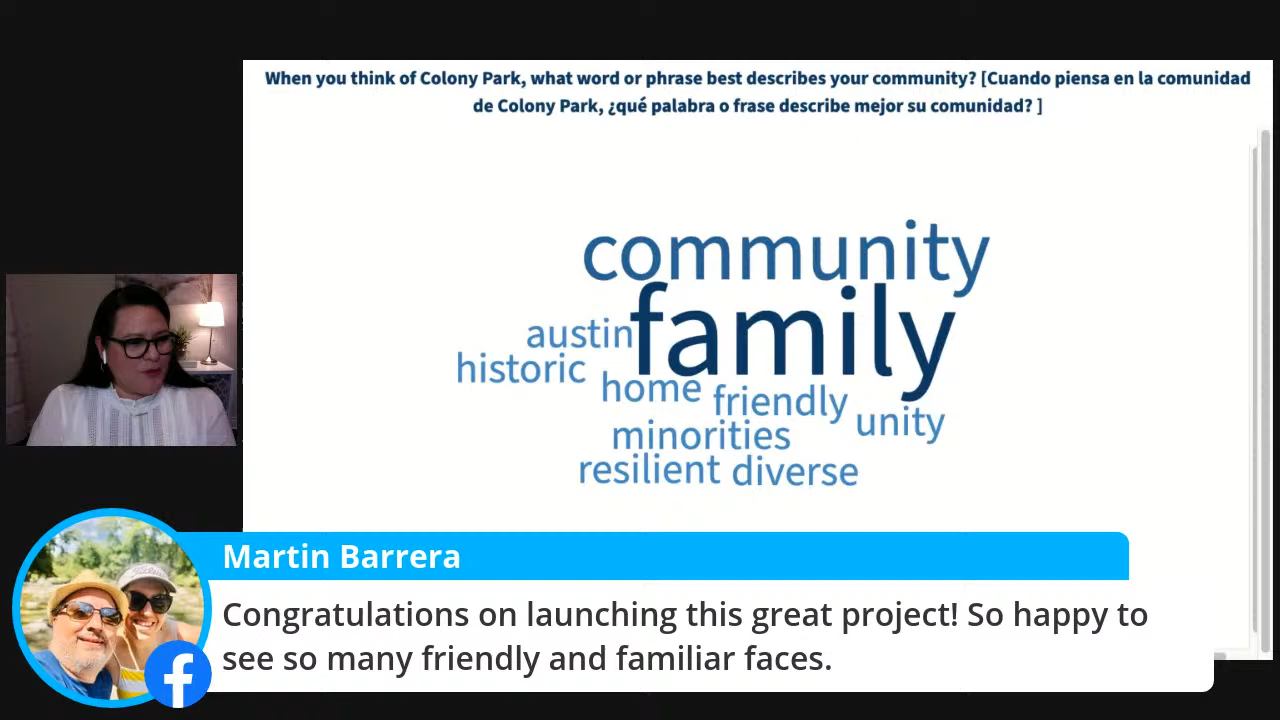 When you think of Colony Park, what word or phrase best describes your community? [Cuando piensa en la comunidad
de Colony Park, ¿qué palabra o frase describe mejor su comunidad? ]
community
family
austin
historic
home
friendly
unity
minorities
resilient diverse
Martin Barrera
Congratulations on launching this great project! So happy to
see so many friendly and familiar faces.